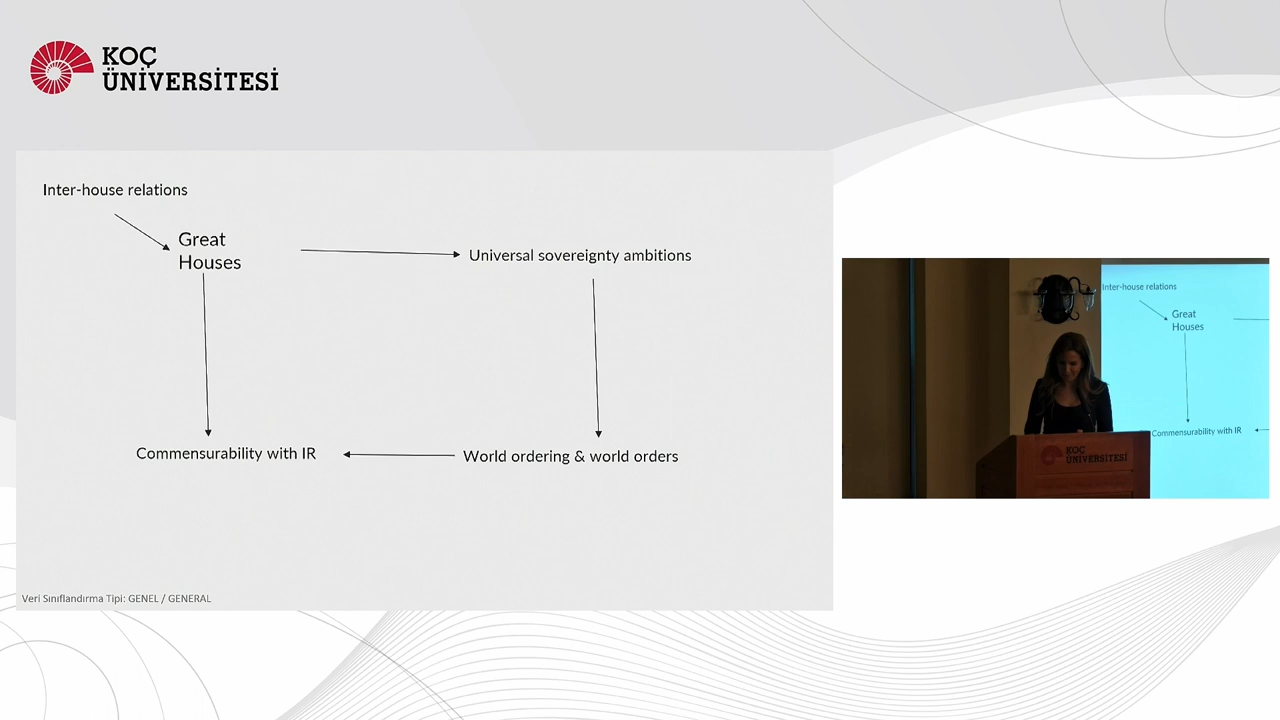 KOÇ
ÜNİVERSİTESİ
Inter-house relations
Great
Houses
Universal sovereignty ambitions
Commensurability with IR
World ordering & world orders
Veri Sınıflandırma Tipi: GENEL / GENERAL
Inter-house relations
Great
Houses
Commensurability with IR
KOÇ
ÜNİVERSİTESİ